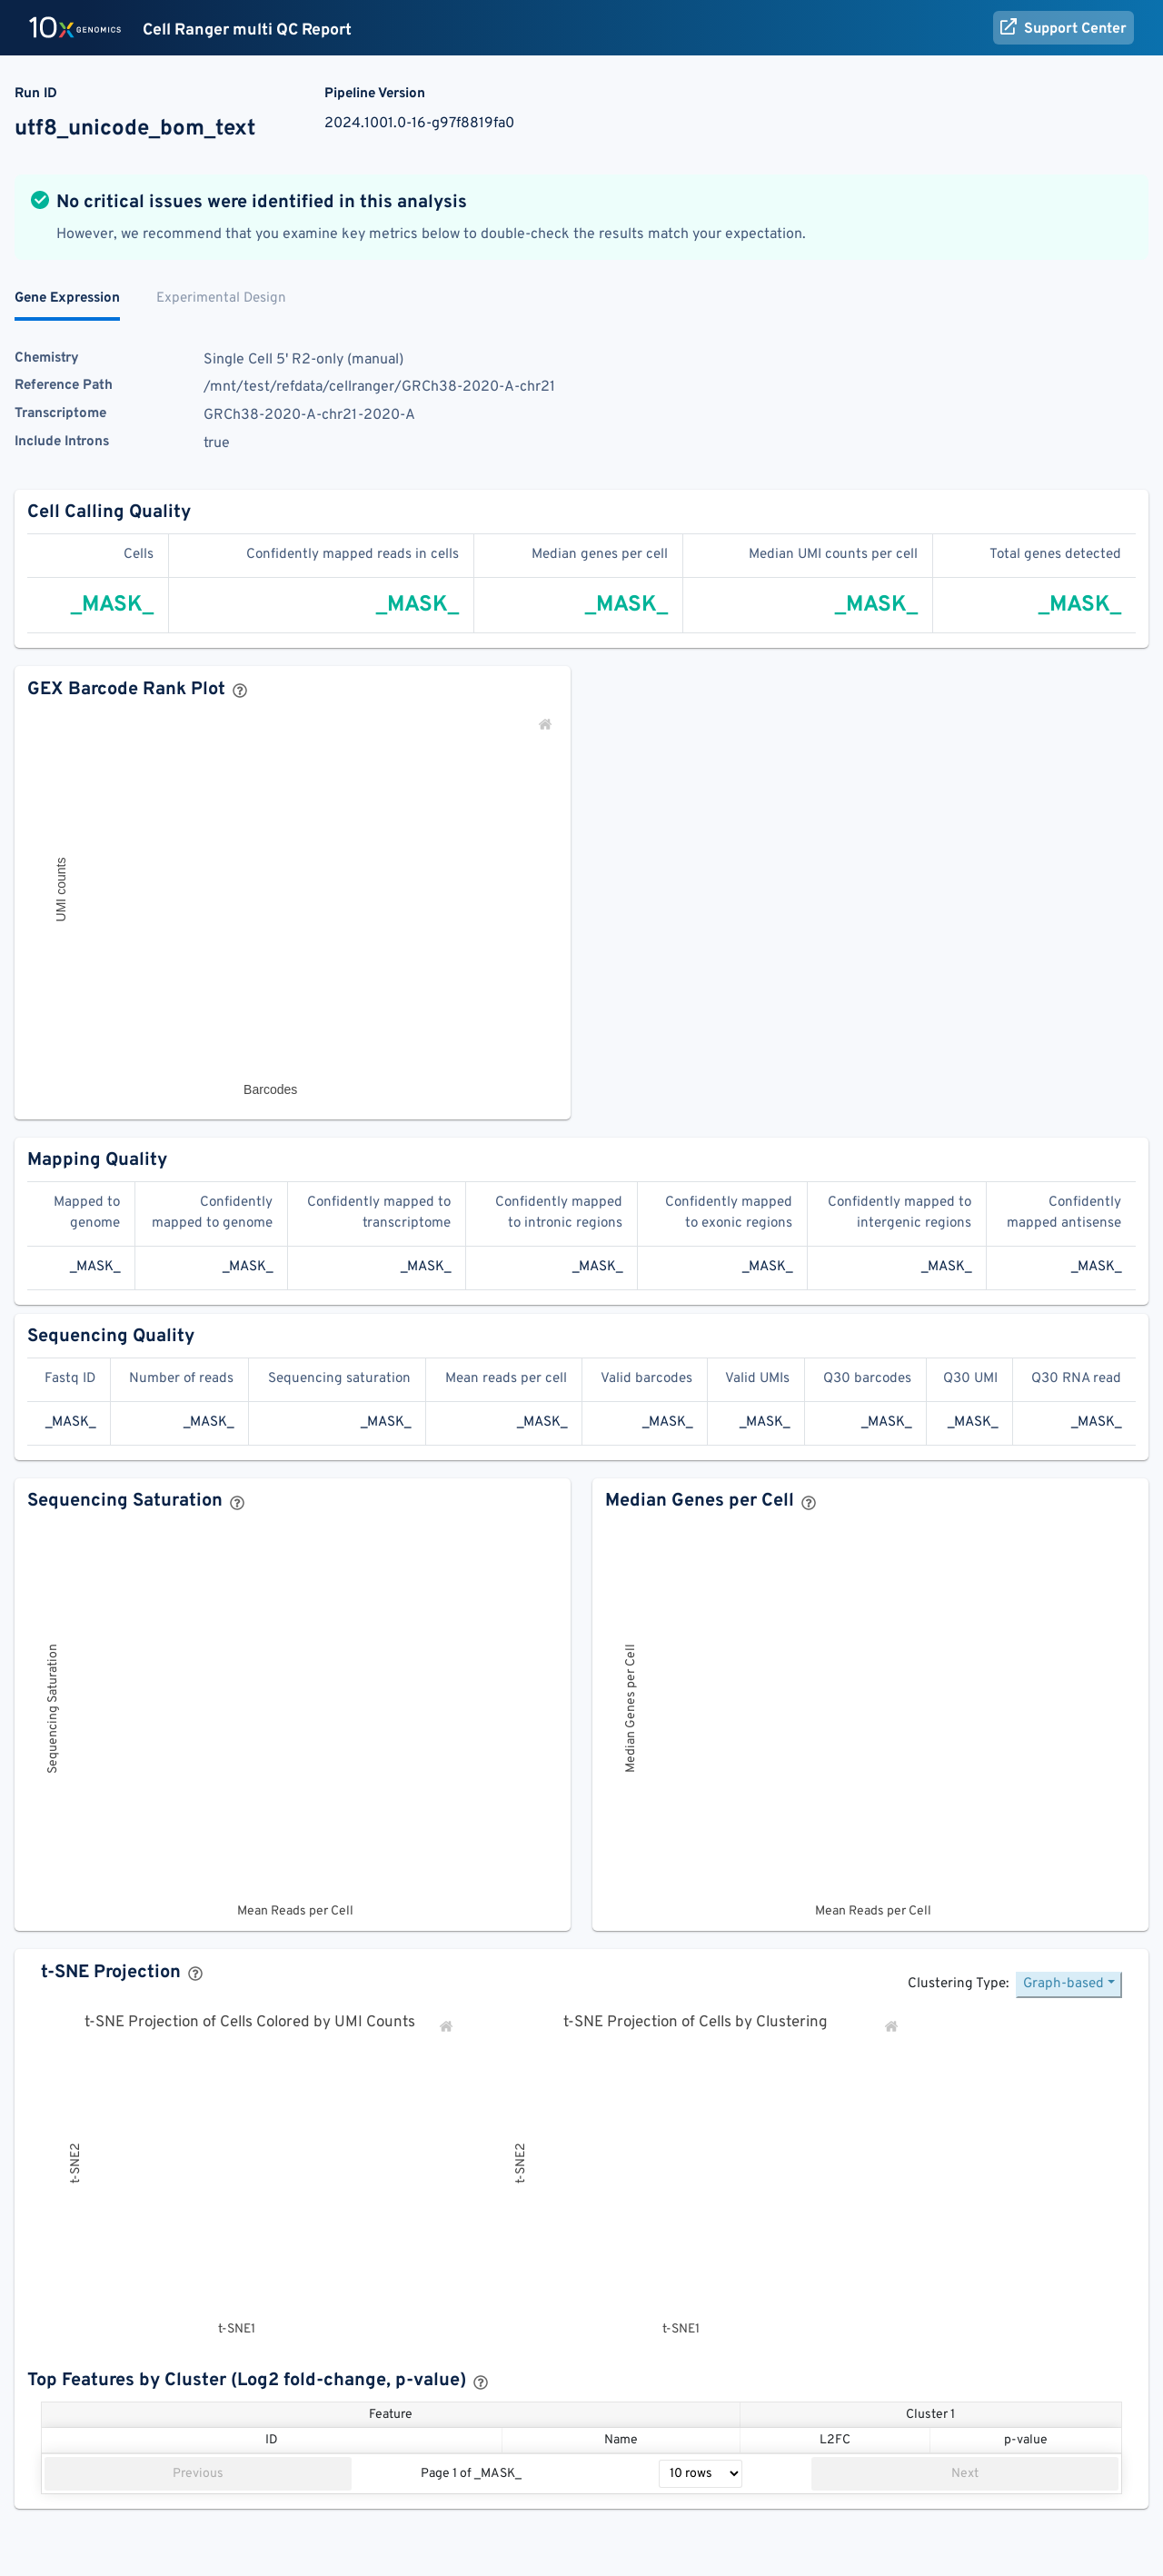 10x GENOMICS Cell Ranger multi QC Report Support Center
Run ID Pipeline Version
utf8_unicode_bom_text 2024.1001.0-16-g97f8819fa0
No critical issues were identified in this analysis
However, we recommend that you examine key metrics below to double-check the results match your expectation.
Gene Expression Experimental Design
Chemistry Single Cell 5' R2-only (manual)
Reference Path /mnt/test/refdata/cellranger/GRCh38-2020-A-chr21
Transcriptome GRCh38-2020-A-chr21-2020-A
Include Introns true
Cell Calling Quality
Cells Confidently mapped reads in cells Median genes per cell Median UMI counts per cell Total genes detected
_MASK_ _MASK_ _MASK_ _MASK_ _MASK_
GEX Barcode Rank Plot
UMI counts
Barcodes
Mapping Quality
Mapped to Confidently Confidently mapped to Confidently mapped Confidently mapped Confidently mapped to Confidently
genome mapped to genome transcriptome to intronic regions to exonic regions intergenic regions mapped antisense
_MASK_ _MASK_ _MASK_ _MASK_ _MASK_ _MASK_ _MASK_
Sequencing Quality
Fastq ID Number of reads Sequencing saturation Mean reads per cell Valid barcodes Valid UMIs Q30 barcodes Q30 UMI Q30 RNA read
_MASK_ _MASK_ _MASK_ _MASK_ _MASK_ _MASK_ _MASK_ _MASK_ _MASK_
Sequencing Saturation
Sequencing Saturation
Mean Reads per Cell
Median Genes per Cell
Median Genes per Cell
Mean Reads per Cell
t-SNE Projection
Clustering Type: Graph-based
t-SNE Projection of Cells Colored by UMI Counts
t-SNE2
t-SNE1
t-SNE Projection of Cells by Clustering
t-SNE2
t-SNE1
Top Features by Cluster (Log2 fold-change, p-value)
Feature Cluster 1
ID Name L2FC p-value
Previous Page 1 of _MASK_ 10 rows Next